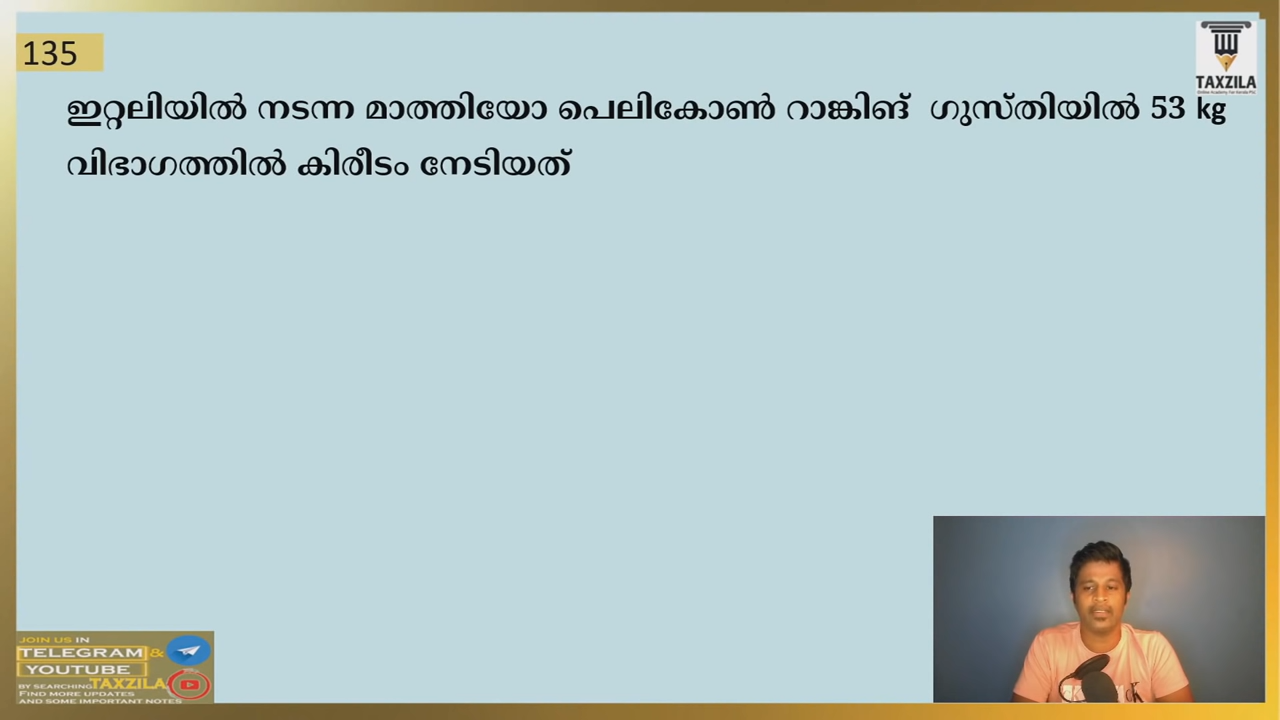 135
TAXZILA
ഇറ്റലിയിൽ നടന്ന മാത്തിയോ പെലികോൺ റാങ്കിങ് ഗുസ്തിയിൽ 53 kg
വിഭാഗത്തിൽ കിരീടം നേടിയത്
JOIN US IN
TELEGRAM &
YOUTUBE
BY SEARCHING TAXZILA
FIND MORE UPDATES
AND SOME IMPORTANT NOTES